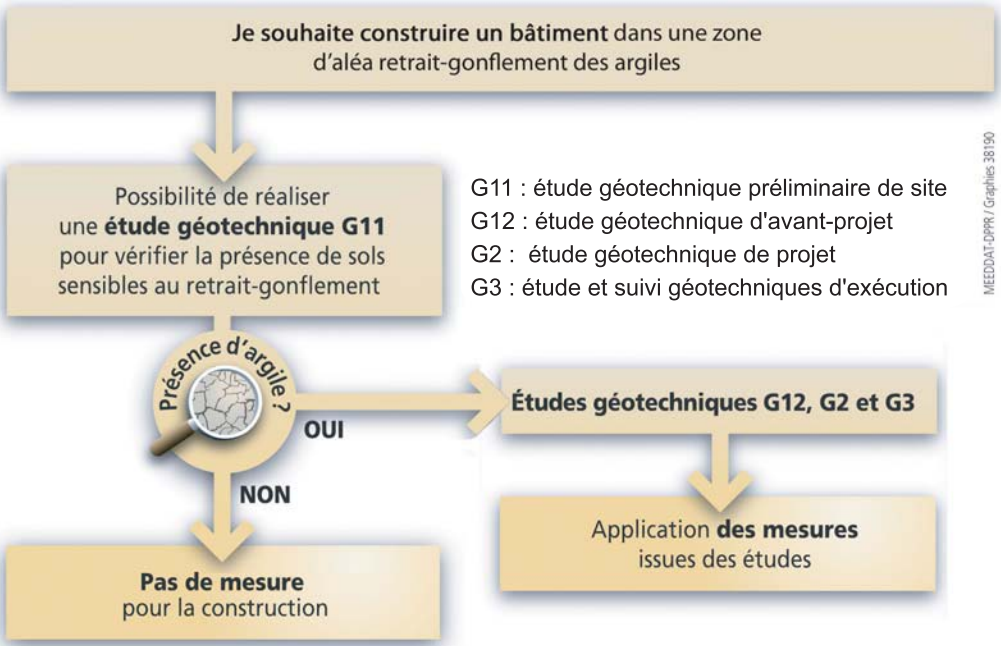 Je souhaite construire un bâtiment dans une zone
d'aléa retrait-gonflement des argiles
Possibilité de réaliser
une étude géotechnique G11
pour vérifier la présence de sols
sensibles au retrait-gonflement
G11 : étude géotechnique préliminaire de site
G12 : étude géotechnique d'avant-projet
G2 : étude géotechnique de projet
G3 : étude et suivi géotechniques d'exécution
MEEDDAT-DPPR / Graphies 38190
Présence d'argile ?
OUI
Études géotechniques G12, G2 et G3
NON
Application des mesures
issues des études
Pas de mesure
pour la construction